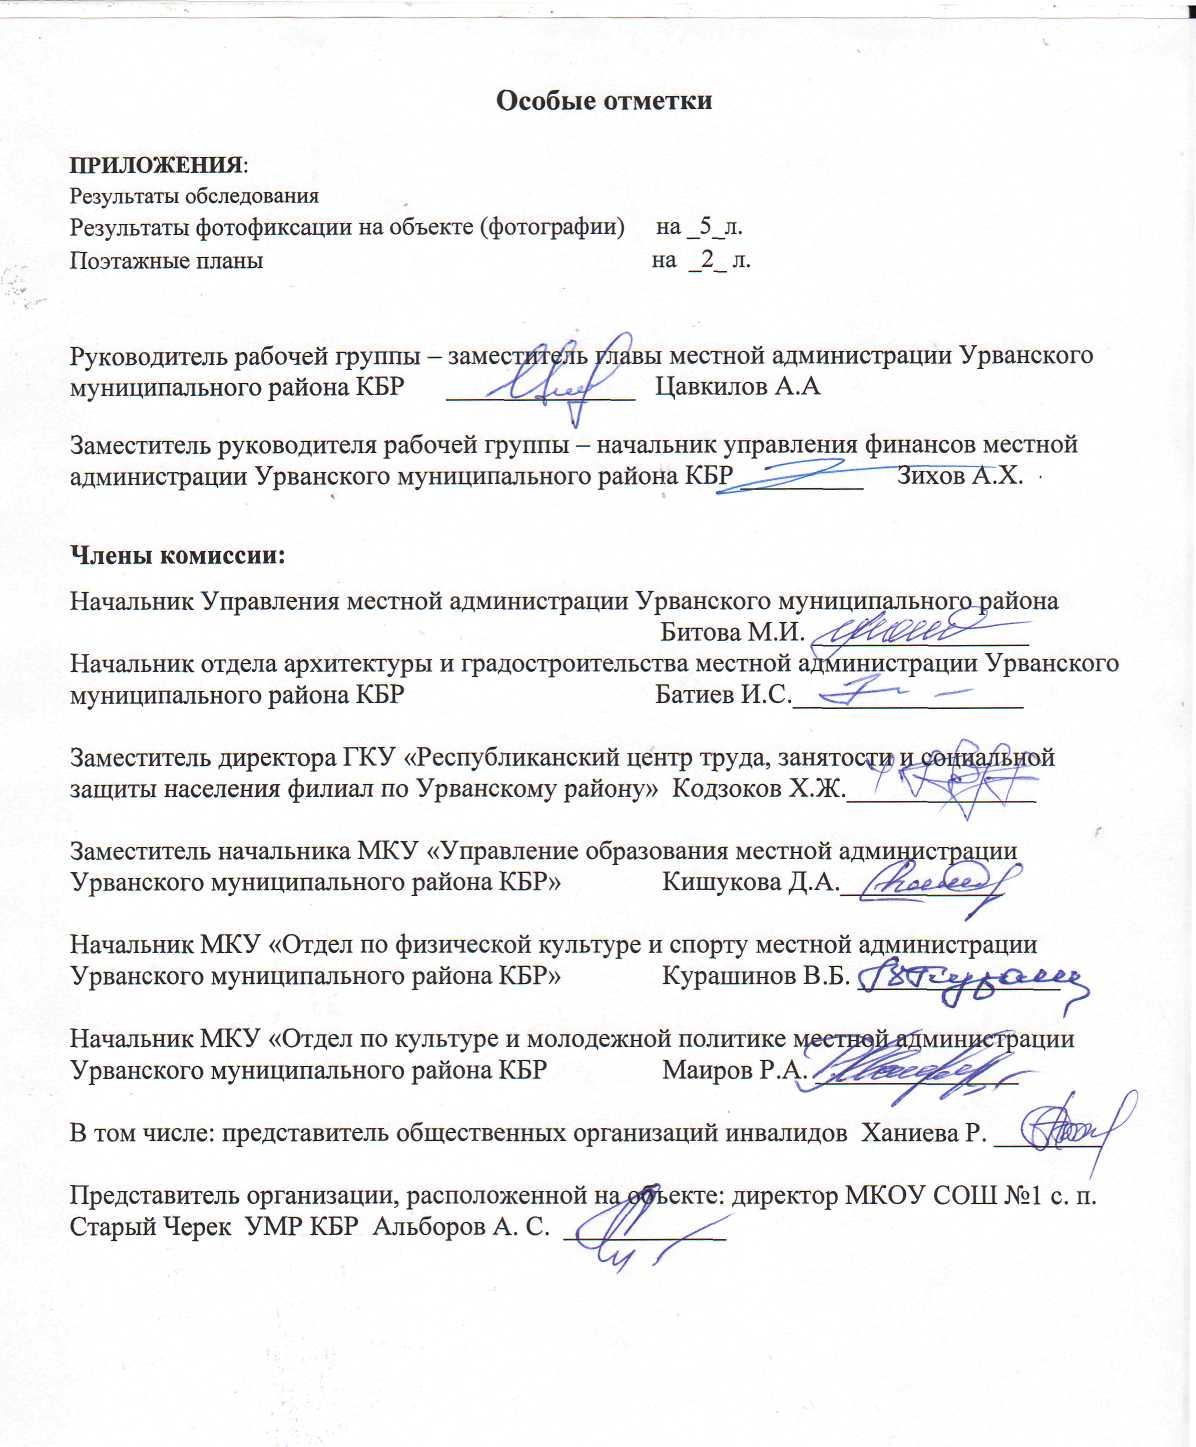 Особые отметки
ПРИЛОЖЕНИЯ:
Результаты обследования
Результаты фотофиксации на объекте (фотографии) на _5_л.
Поэтажные планы на _2_ л.
Руководитель рабочей группы – заместитель главы местной администрации Урванского
муниципального района КБР ______________ Цавкилов А.А
Заместитель руководителя рабочей группы – начальник управления финансов местной
администрации Урванского муниципального района КБР _________ Зихов А.Х.
Члены комиссии:
Начальник Управления местной администрации Урванского муниципального района
Битова М.И. ________________
Начальник отдела архитектуры и градостроительства местной администрации Урванского
муниципального района КБР Батиев И.С._________________
Заместитель директора ГКУ «Республиканский центр труда, занятости и социальной
защиты населения филиал по Урванскому району» Кодзоков Х.Ж.______________
Заместитель начальника МКУ «Управление образования местной администрации
Урванского муниципального района КБР» Кишукова Д.А.____________
Начальник МКУ «Отдел по физической культуре и спорту местной администрации
Урванского муниципального района КБР» Курашинов В.Б. _______________
Начальник МКУ «Отдел по культуре и молодежной политике местной администрации
Урванского муниципального района КБР Маиров Р.А. _______________
В том числе: представитель общественных организаций инвалидов Ханиева Р. ________
Представитель организации, расположенной на объекте: директор МКОУ СОШ №1 с. п.
Старый Черек УМР КБР Альборов А. С. ____________